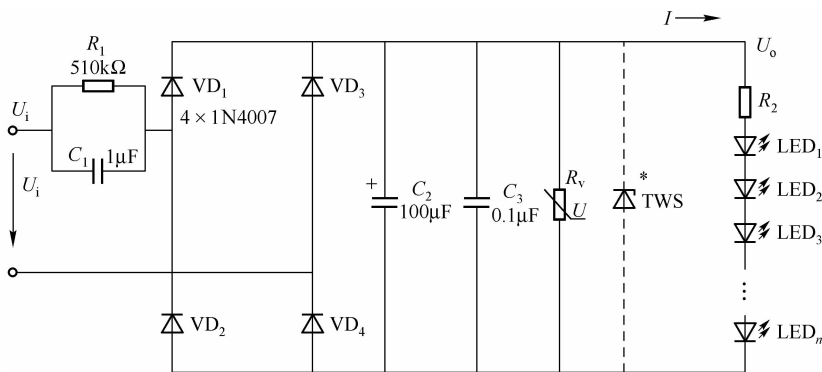 I
Uₒ
R₁
510kΩ
Uᵢ
C₁ 1μF
Uᵢ
VD₁
4×1N4007
VD₃
VD₂
VD₄
+
C₂
100μF
C₃
0.1μF
Rᵥ
U
*
TWS
R₂
LED₁
LED₂
LED₃
⋮
LEDₙ